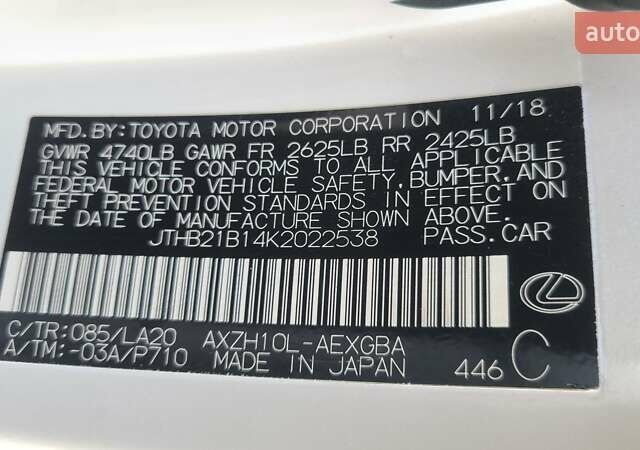 auto
MFD.BY:TOYOTA MOTOR CORPORATION 11/18
GVWR 4740LB GAWR FR 2625LB RR 2425LB
THIS VEHICLE CONFORMS TO ALL APPLICABLE
FEDERAL MOTOR VEHICLE SAFETY,BUMPER,AND
THEFT PREVENTION STANDARDS IN EFFECT ON
THE DATE OF MANUFACTURE SHOWN ABOVE.
JTHB21B14K2022538 PASS.CAR
C/TR:085/LA20 AXZH10L-AEXGBA
A/TM:-03A/P710 MADE IN JAPAN 446 C